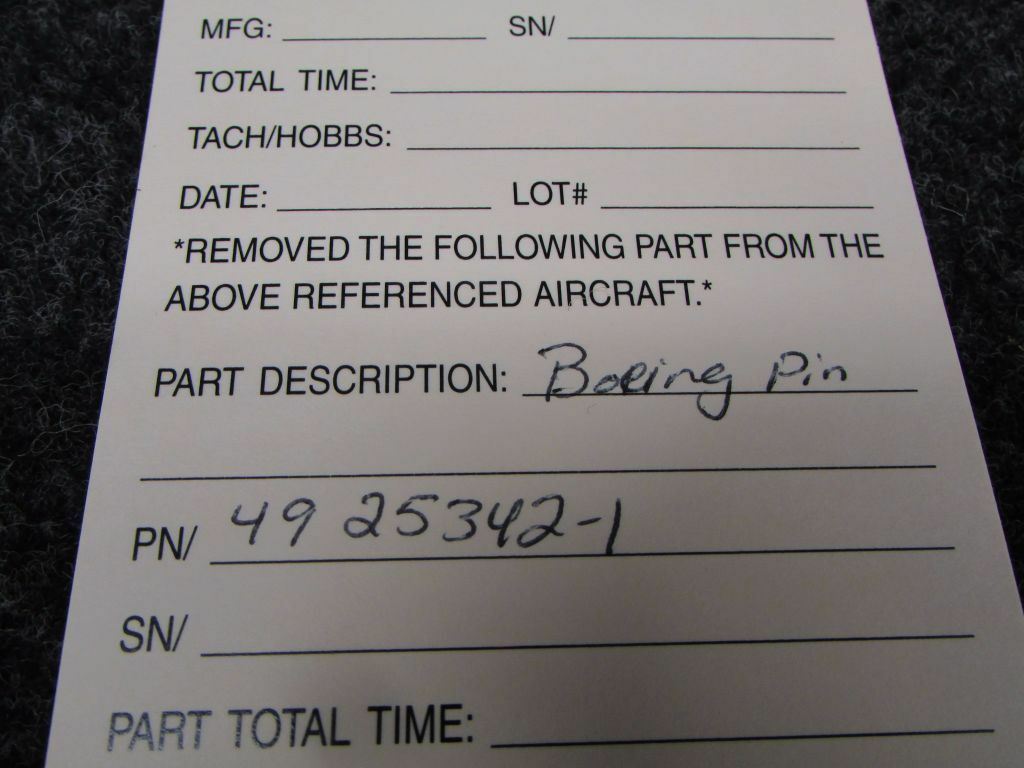 MFG: SN/
TOTAL TIME:
TACH/HOBBS:
DATE: LOT#
*REMOVED THE FOLLOWING PART FROM THE
ABOVE REFERENCED AIRCRAFT.*
PART DESCRIPTION: Boeing Pin
PN/ 49 25342-1
SN/
PART TOTAL TIME: